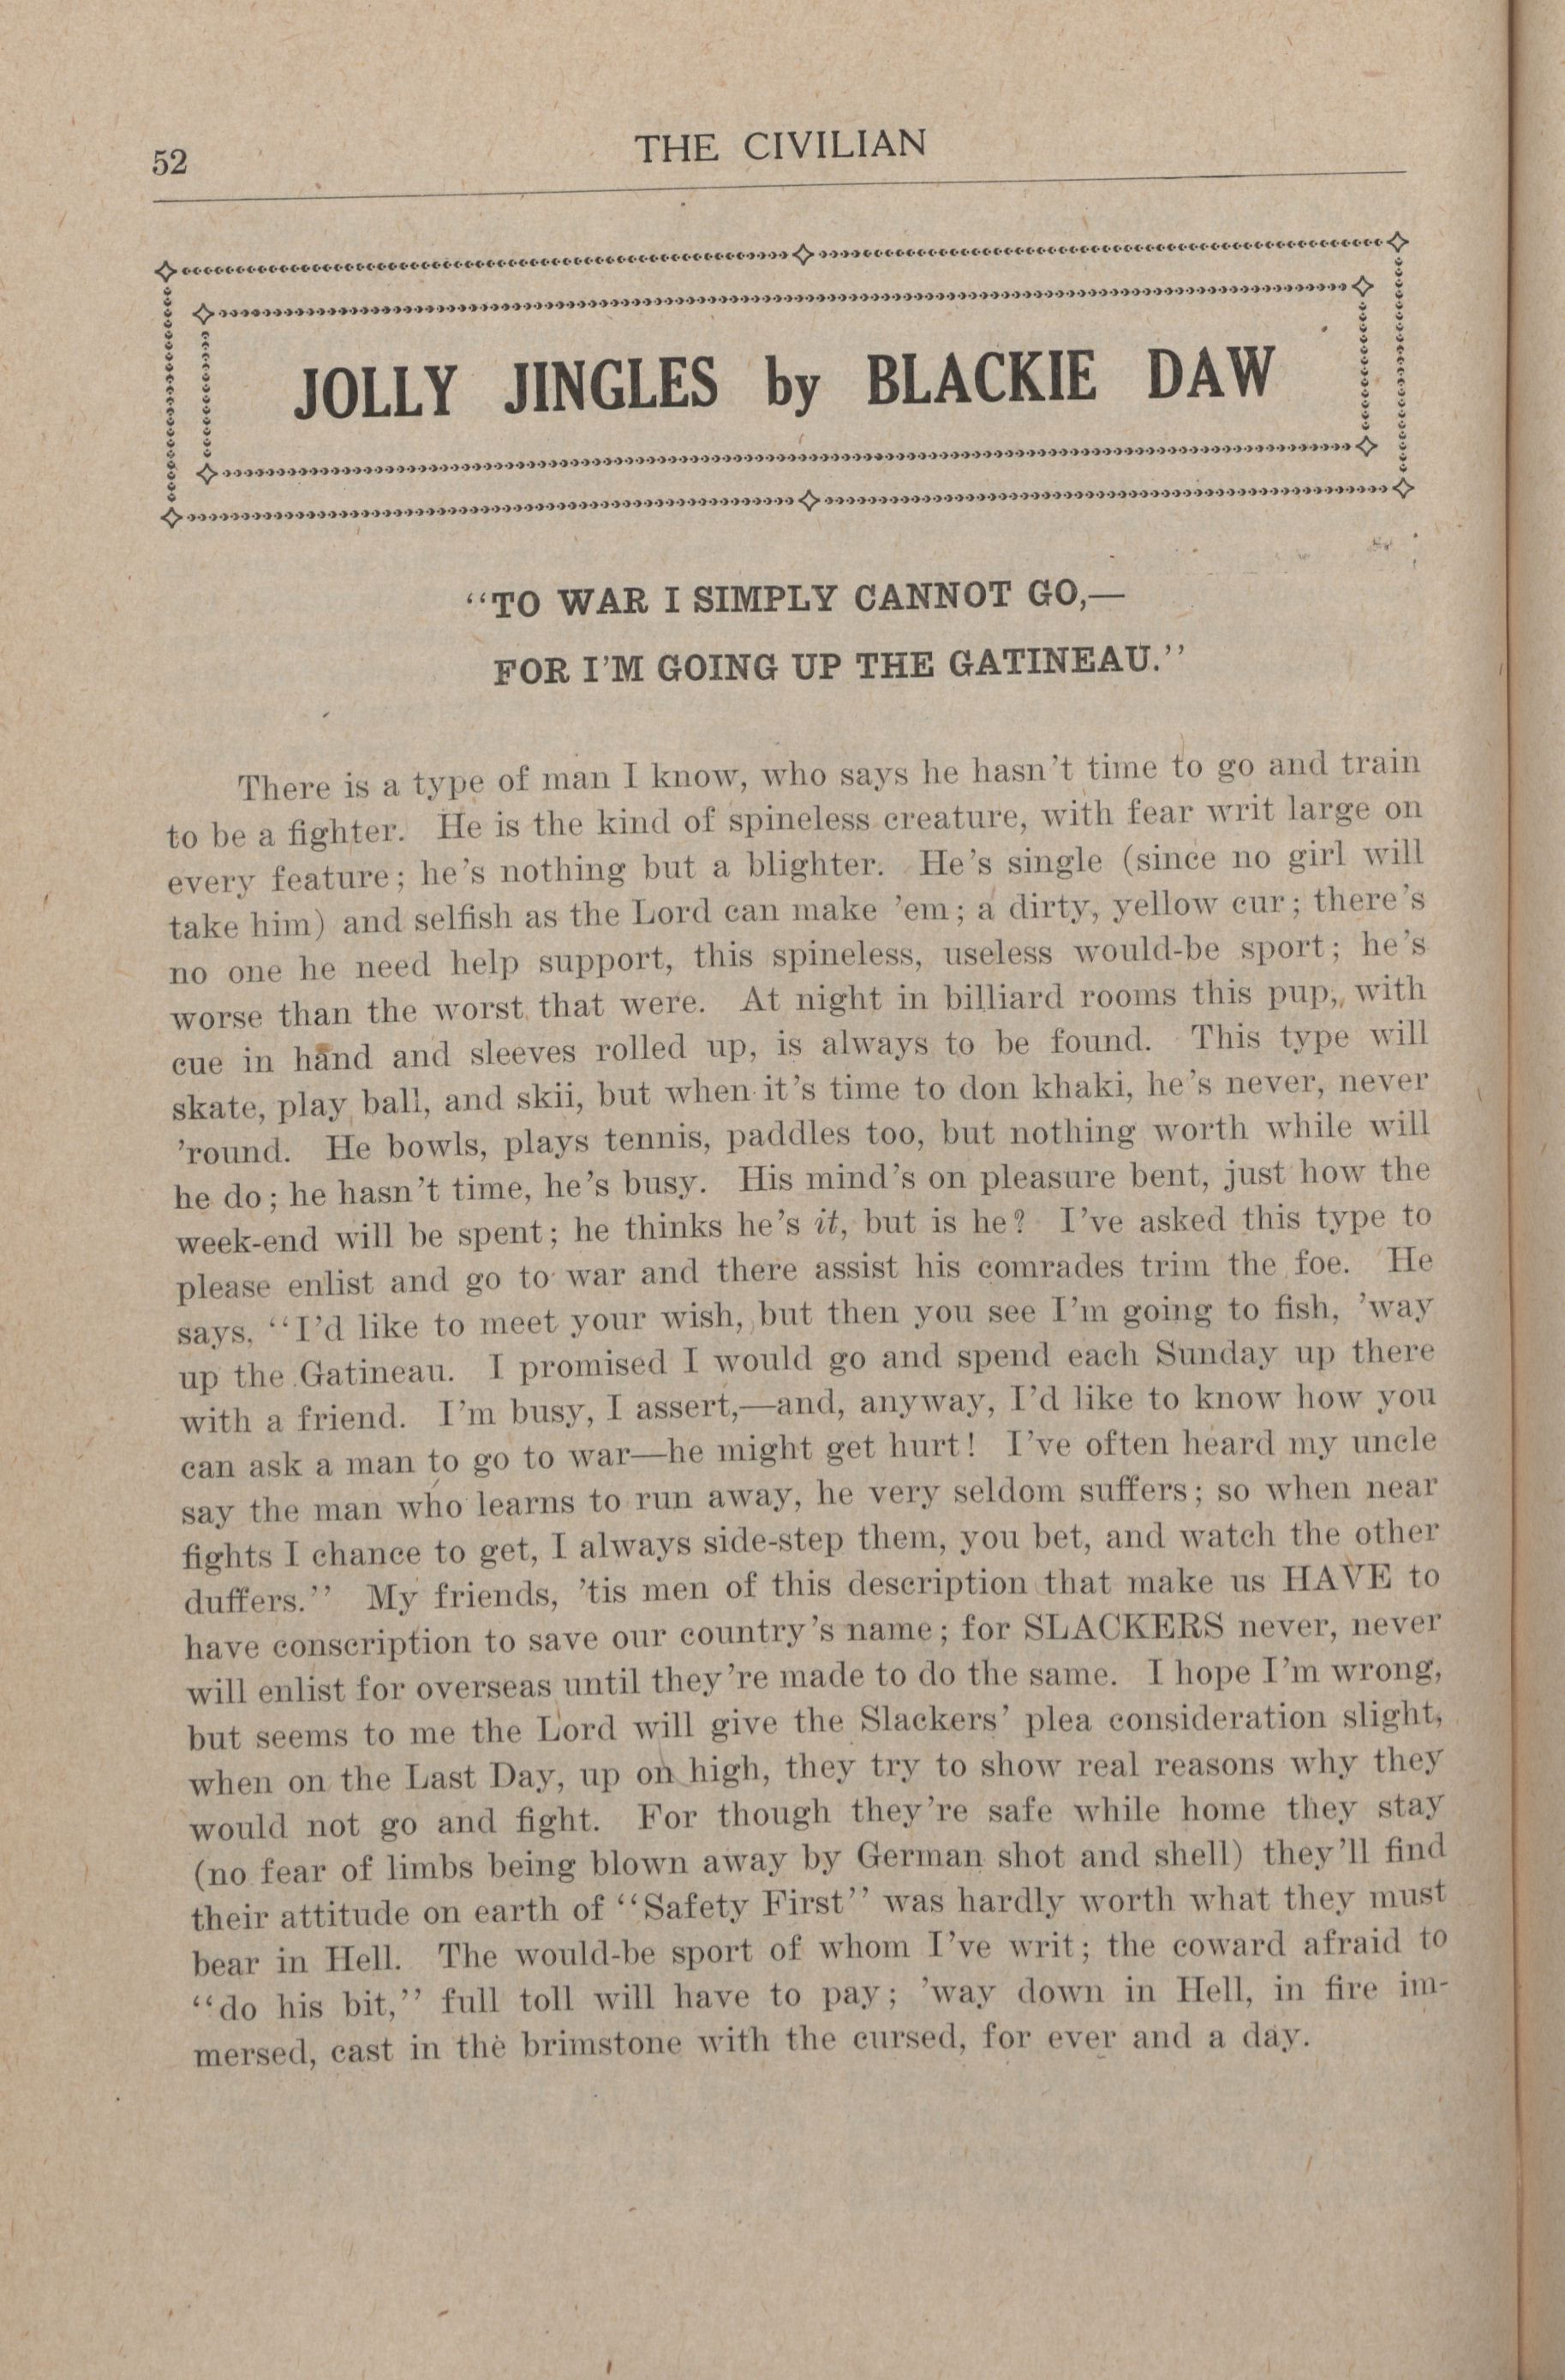 52
THE CIVILIAN
JOLLY JINGLES by BLACKIE DAW
"TO WAR I SIMPLY CANNOT GO,—
FOR I'M GOING UP THE GATINEAU."
There is a type of man I know, who says he hasn't time to go and train
to be a fighter. He is the kind of spineless creature, with fear writ large on
every feature; he's nothing but a blighter. He's single (since no girl will
take him) and selfish as the Lord can make 'em; a dirty, yellow cur; there's
no one he need help support, this spineless, useless would-be sport; he's
worse than the worst that were. At night in billiard rooms this pup, with
cue in hand and sleeves rolled up, is always to be found. This type will
skate, play ball, and skii, but when it's time to don khaki, he's never, never
'round. He bowls, plays tennis, paddles too, but nothing worth while will
he do; he hasn't time, he's busy. His mind's on pleasure bent, just how the
week-end will be spent; he thinks he's it, but is he? I've asked this type to
please enlist and go to war and there assist his comrades trim the foe. He
says, "I'd like to meet your wish, but then you see I'm going to fish, 'way
up the Gatineau. I promised I would go and spend each Sunday up there
with a friend. I'm busy, I assert,—and, anyway, I'd like to know how you
can ask a man to go to war—he might get hurt! I've often heard my uncle
say the man who learns to run away, he very seldom suffers; so when near
fights I chance to get, I always side-step them, you bet, and watch the other
duffers." My friends, 'tis men of this description that make us HAVE to
have conscription to save our country's name; for SLACKERS never, never
will enlist for overseas until they're made to do the same. I hope I'm wrong,
but seems to me the Lord will give the Slackers' plea consideration slight,
when on the Last Day, up on high, they try to show real reasons why they
would not go and fight. For though they're safe while home they stay
(no fear of limbs being blown away by German shot and shell) they'll find
their attitude on earth of "Safety First" was hardly worth what they must
bear in Hell. The would-be sport of whom I've writ; the coward afraid to
"do his bit," full toll will have to pay; 'way down in Hell, in fire im-
mersed, cast in the brimstone with the cursed, for ever and a day.